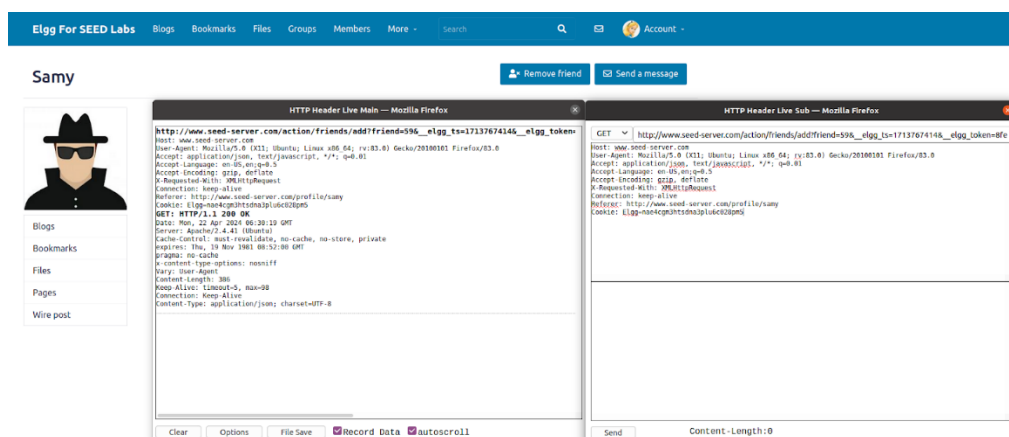 Elgg For SEED Labs Blogs Bookmarks Files Groups Members More Search Account
Samy
Remove friend Send a message
Blogs
Bookmarks
Files
Pages
Wire post
HTTP Header Live Main — Mozilla Firefox
http://www.seed-server.com/action/friends/add?friend=59&__elgg_ts=1713767414&__elgg_token=
Host: www.seed-server.com
User-Agent: Mozilla/5.0 (X11; Ubuntu; Linux x86_64; rv:83.0) Gecko/20100101 Firefox/83.0
Accept: application/json, text/javascript, */*; q=0.01
Accept-Language: en-US,en;q=0.5
Accept-Encoding: gzip, deflate
X-Requested-With: XMLHttpRequest
Connection: keep-alive
Referer: http://www.seed-server.com/profile/samy
Cookie: Elgg=nae4cgm3htsdna3plu6c028pm5
GET: HTTP/1.1 200 OK
Date: Mon, 22 Apr 2024 06:30:19 GMT
Server: Apache/2.4.41 (Ubuntu)
Cache-Control: must-revalidate, no-cache, no-store, private
expires: Thu, 19 Nov 1981 08:52:00 GMT
pragma: no-cache
x-content-type-options: nosniff
Vary: User-Agent
Content-Length: 386
Keep-Alive: timeout=5, max=98
Connection: Keep-Alive
Content-Type: application/json; charset=UTF-8
Clear Options File Save Record Data autoscroll
HTTP Header Live Sub — Mozilla Firefox
GET http://www.seed-server.com/action/friends/add?friend=59&__elgg_ts=1713767414&__elgg_token=8fe
Host: www.seed-server.com
User-Agent: Mozilla/5.0 (X11; Ubuntu; Linux x86_64; rv:83.0) Gecko/20100101 Firefox/83.0
Accept: application/json, text/javascript, */*; q=0.01
Accept-Language: en-US,en;q=0.5
Accept-Encoding: gzip, deflate
X-Requested-With: XMLHttpRequest
Connection: keep-alive
Referer: http://www.seed-server.com/profile/samy
Cookie: Elgg=nae4cgm3htsdna3plu6c028pm5
Send Content-Length:0